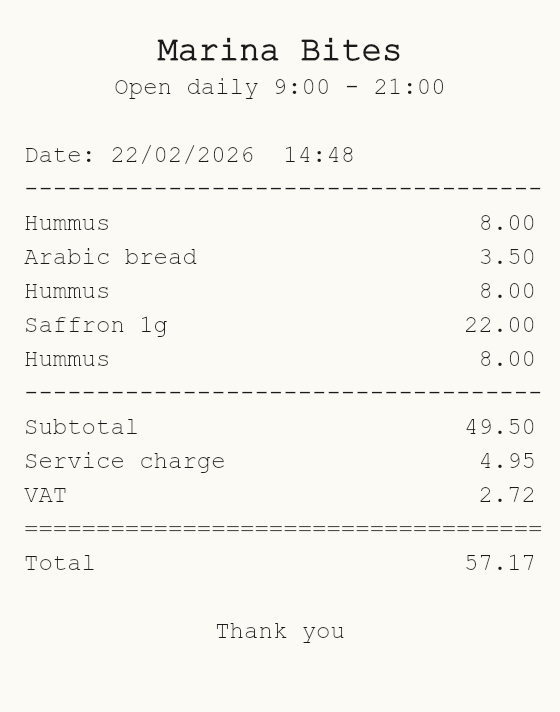 Marina Bites
Open daily 9:00 - 21:00
Date: 22/02/2026  14:48
------------------------------------
Hummus 8.00
Arabic bread 3.50
Hummus 8.00
Saffron 1g 22.00
Hummus 8.00
------------------------------------
Subtotal 49.50
Service charge 4.95
VAT 2.72
====================================
Total 57.17
Thank you